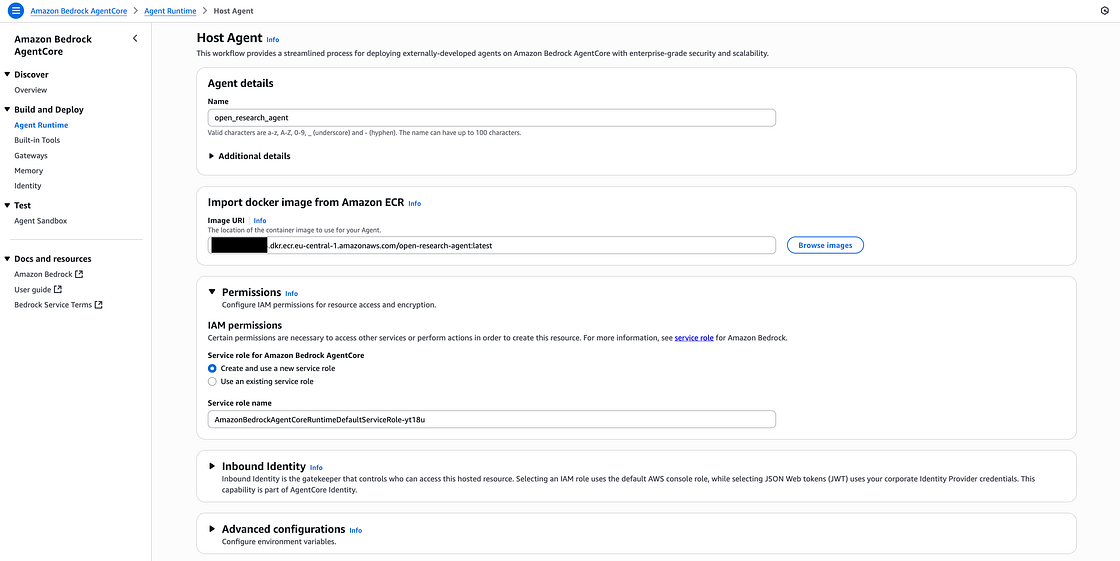 Amazon Bedrock AgentCore > Agent Runtime > Host Agent
Amazon Bedrock
AgentCore
Discover
Overview
Build and Deploy
Agent Runtime
Built-in Tools
Gateways
Memory
Identity
Test
Agent Sandbox
Docs and resources
Amazon Bedrock
User guide
Bedrock Service Terms
Host Agent Info
This workflow provides a streamlined process for deploying externally-developed agents on Amazon Bedrock AgentCore with enterprise-grade security and scalability.
Agent details
Name
open_research_agent
Valid characters are a-z, A-Z, 0-9, _ (underscore) and - (hyphen). The name can have up to 100 characters.
Additional details
Import docker image from Amazon ECR Info
Image URI Info
The location of the container image to use for your Agent.
.dkr.ecr.eu-central-1.amazonaws.com/open-research-agent:latest
Browse images
Permissions Info
Configure IAM permissions for resource access and encryption.
IAM permissions
Certain permissions are necessary to access other services or perform actions in order to create this resource. For more information, see service role for Amazon Bedrock.
Service role for Amazon Bedrock AgentCore
Create and use a new service role
Use an existing service role
Service role name
AmazonBedrockAgentCoreRuntimeDefaultServiceRole-yt18u
Inbound Identity Info
Inbound Identity is the gatekeeper that controls who can access this hosted resource. Selecting an IAM role uses the default AWS console role, while selecting JSON Web tokens (JWT) uses your corporate Identity Provider credentials. This
capability is part of AgentCore Identity.
Advanced configurations Info
Configure environment variables.